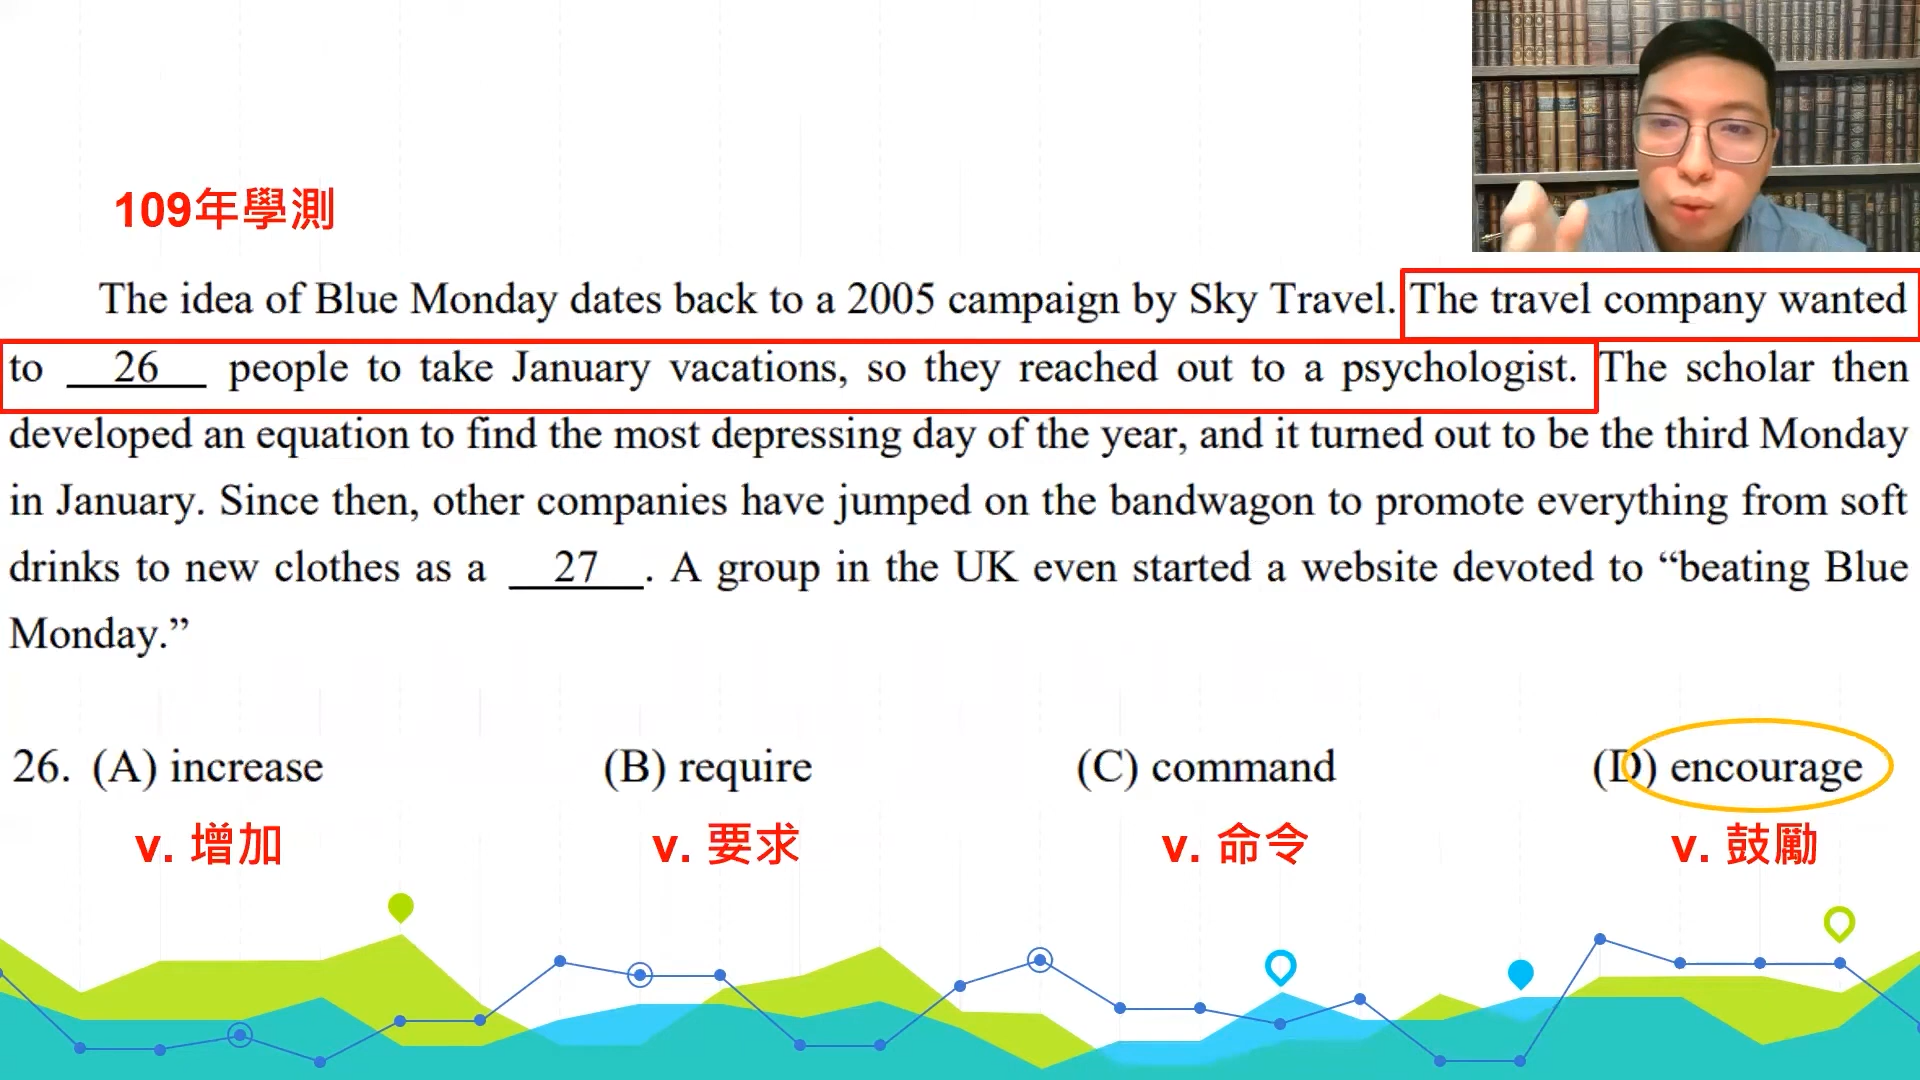 109年學測
The idea of Blue Monday dates back to a 2005 campaign by Sky Travel. The travel company wanted
to 26 people to take January vacations, so they reached out to a psychologist. The scholar then
developed an equation to find the most depressing day of the year, and it turned out to be the third Monday
in January. Since then, other companies have jumped on the bandwagon to promote everything from soft
drinks to new clothes as a 27. A group in the UK even started a website devoted to “beating Blue
Monday.”
26. (A) increase (B) require (C) command (D) encourage
v. 增加 v. 要求 v. 命令 v. 鼓勵